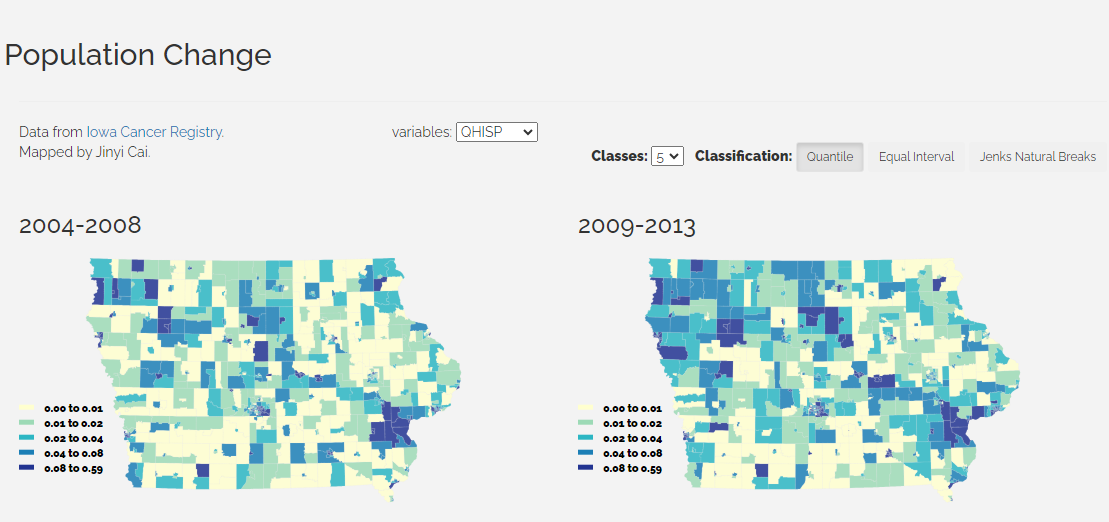 Population Change
Data from Iowa Cancer Registry.
Mapped by Jinyi Cai.
variables: QHISP
Classes: 5 Classification: Quantile Equal Interval Jenks Natural Breaks
2004-2008
0.00 to 0.01
0.01 to 0.02
0.02 to 0.04
0.04 to 0.08
0.08 to 0.59
2009-2013
0.00 to 0.01
0.01 to 0.02
0.02 to 0.04
0.04 to 0.08
0.08 to 0.59